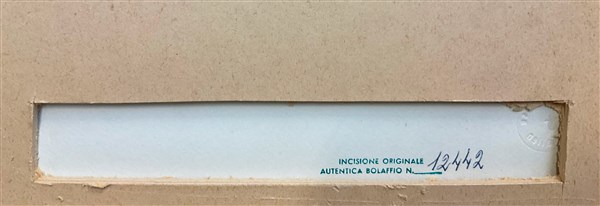 INCISIONE ORIGINALE
AUTENTICA BOLAFFIO N. 12442